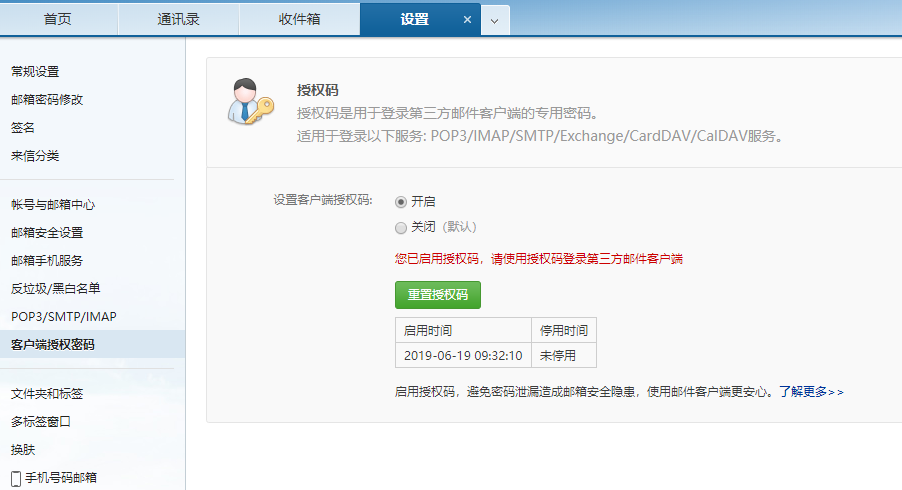 首页 通讯录 收件箱 设置
常规设置
邮箱密码修改
签名
来信分类
帐号与邮箱中心
邮箱安全设置
邮箱手机服务
反垃圾/黑白名单
POP3/SMTP/IMAP
客户端授权密码
文件夹和标签
多标签窗口
换肤
手机号码邮箱
授权码
授权码是用于登录第三方邮件客户端的专用密码。
适用于登录以下服务: POP3/IMAP/SMTP/Exchange/CardDAV/CalDAV服务。
设置客户端授权码: 开启
关闭（默认）
您已启用授权码，请使用授权码登录第三方邮件客户端
重置授权码
启用时间 停用时间
2019-06-19 09:32:10 未停用
启用授权码，避免密码泄漏造成邮箱安全隐患，使用邮件客户端更安心。了解更多>>